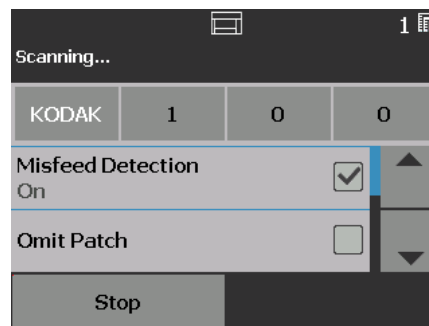 1
Scanning...
KODAK 1 0 0
Misfeed Detection
On
Omit Patch
Stop